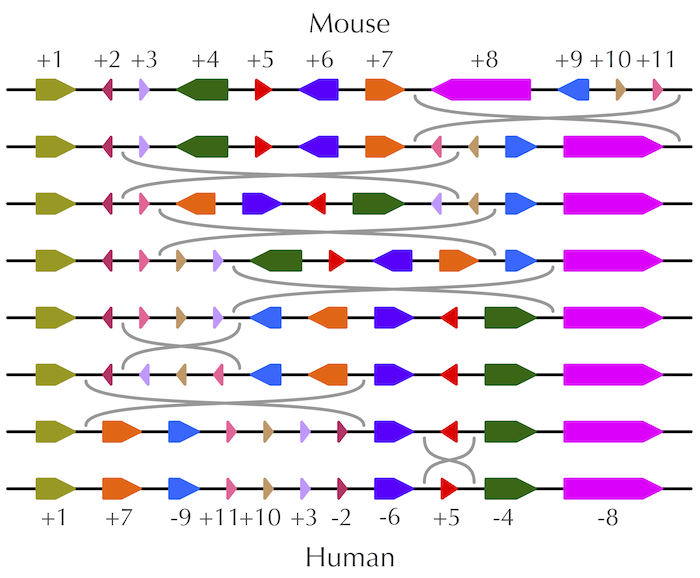 Mouse
+1 +2 +3 +4 +5 +6 +7 +8 +9 +10 +11
+1 +7 -9 +11 +10 +3 -2 -6 +5 -4 -8
Human